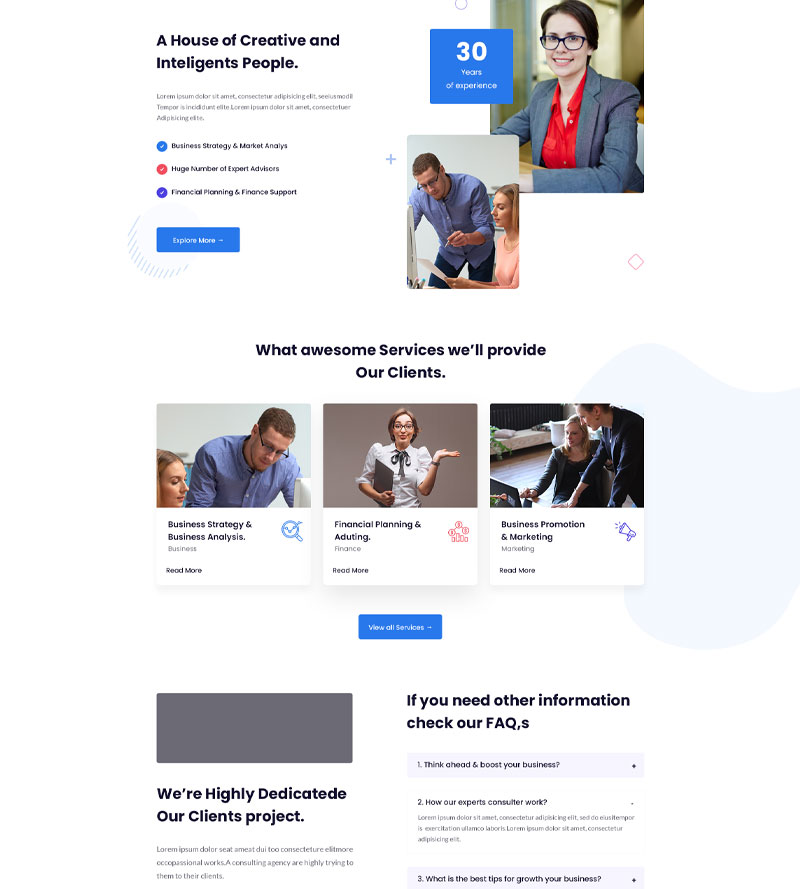 A House of Creative and
Inteligents People.
Lorem ipsum dolor sit amet, consectetur adipisicing elit, seeiusmodil
Tempor is incididunt elite.Lorem ipsum dolor sit amet, consectetuer
Adipisicing elite.
Business Strategy & Market Analys
Huge Number of Expert Advisors
Financial Planning & Finance Support
Explore More →
30
Years
of experience
What awesome Services we'll provide
Our Clients.
Business Strategy &
Business Analysis.
Business
Read More
Financial Planning &
Aduting.
Finance
Read More
Business Promotion
& Marketing
Marketing
Read More
View all Services →
We're Highly Dedicatede
Our Clients project.
Lorem ipsum dolor seat ameat dui too consecteture elitmore
occopassional works.A consulting agency are highly trying to
them to their clients.
If you need other information
check our FAQ,s
1. Think ahead & boost your business? +
2. How our experts consulter work? -
Lorem ipsum dolor sit amet, consectetur adipisicing elit, sed do eiusitempor
is exercitation ullamco laboris Lorem ipsum dolor sit amet, consectetur
adipisicing elit.
3. What is the best tips for growth your business? +